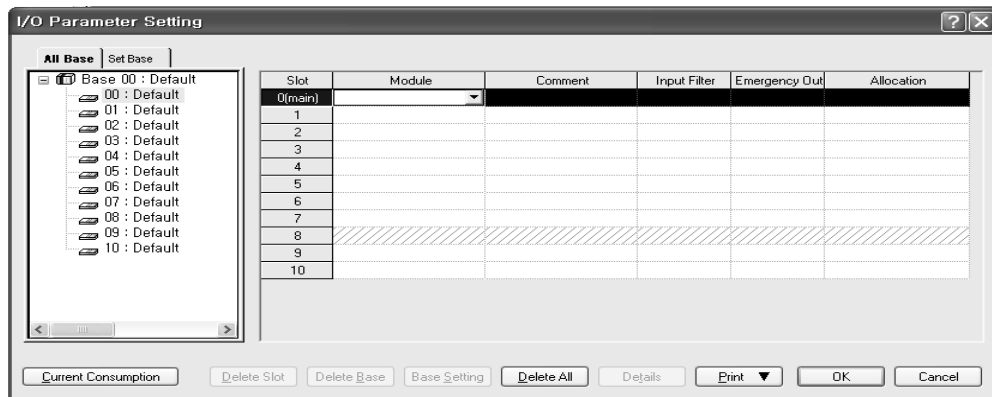 I/O Parameter Setting
All Base Set Base
Base 00 : Default
00 : Default
01 : Default
02 : Default
03 : Default
04 : Default
05 : Default
06 : Default
07 : Default
08 : Default
09 : Default
10 : Default
Slot Module Comment Input Filter Emergency Out Allocation
0(main)
1
2
3
4
5
6
7
8
9
10
Current Consumption Delete Slot Delete Base Base Setting Delete All Details Print OK Cancel